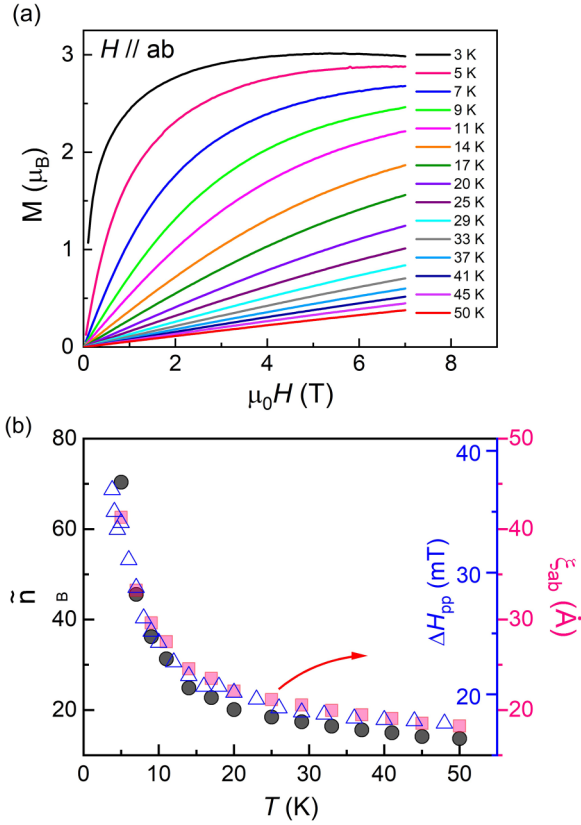 (a)
H // ab
M (μB)
3
2
1
0
0 2 4 6 8
μ0H (T)
3 K
5 K
7 K
9 K
11 K
14 K
17 K
20 K
25 K
29 K
33 K
37 K
41 K
45 K
50 K
(b)
80
60
40
20
ñB
0 10 20 30 40 50
T (K)
40
30
20
ΔHpp (mT)
50
40
30
20
ξab (Å)